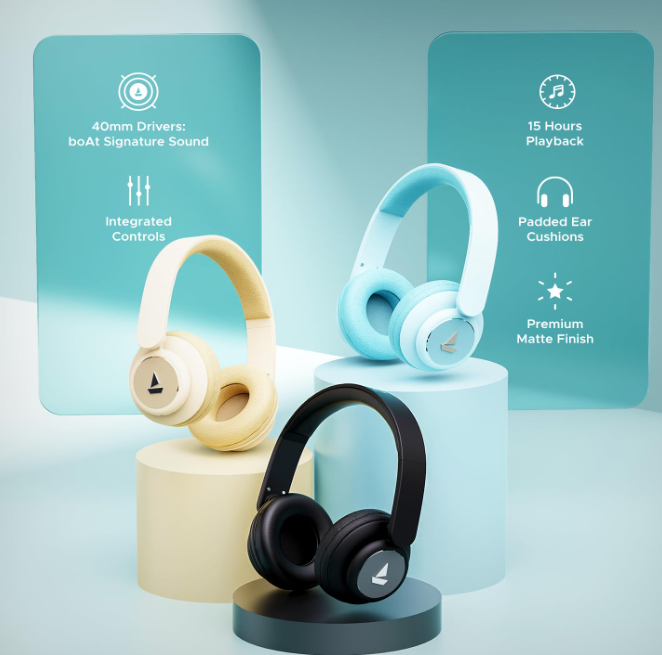 40mm Drivers:
boAt Signature Sound
Integrated
Controls
15 Hours
Playback
Padded Ear
Cushions
Premium
Matte Finish